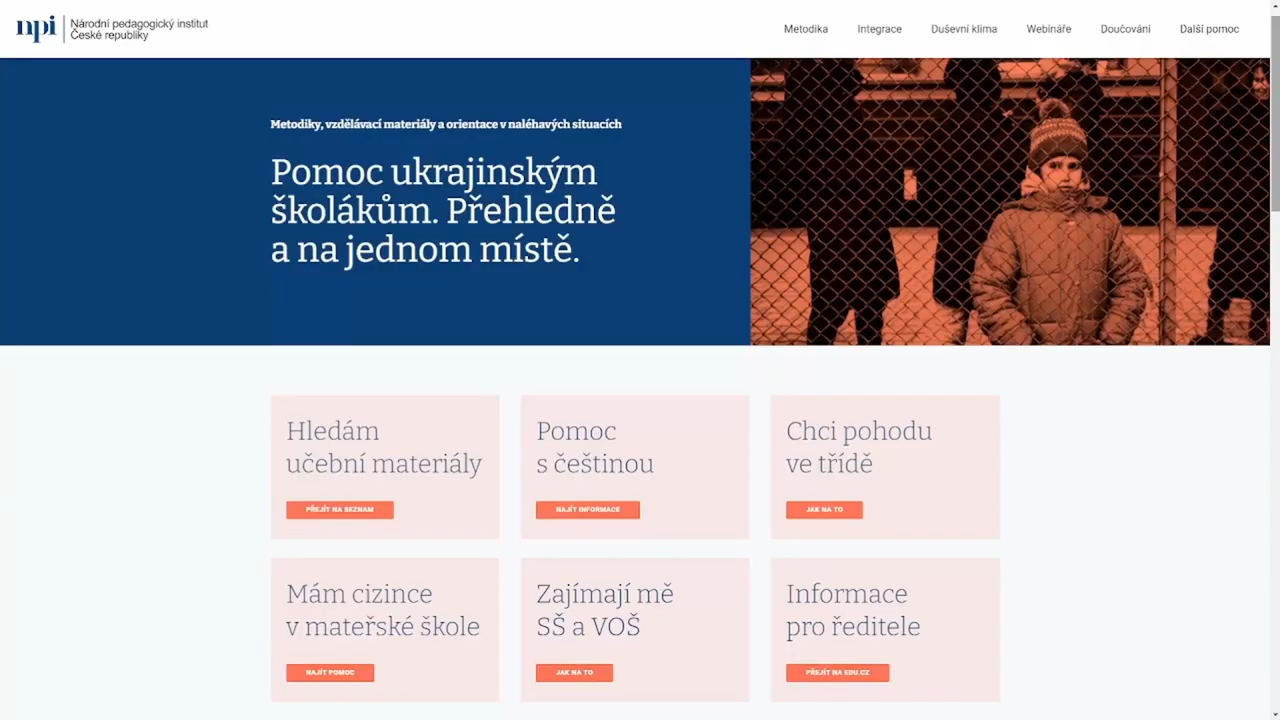 npi
Národní pedagogický institut
České republiky
Metodika
Integrace
Duševní klima
Webináře
Doučování
Další pomoc
Metodiky, vzdělávací materiály a orientace v naléhavých situacích
Pomoc ukrajinským
školákům. Přehledně
a na jednom místě.
Hledám
učební materiály
PŘEJÍT NA SEZNAM
Pomoc
s češtinou
NAJÍT INFORMACE
Chci pohodu
ve třídě
JAK NA TO
Mám cizince
v mateřské škole
NAJÍT POMOC
Zajímají mě
SŠ a VOŠ
JAK NA TO
Informace
pro ředitele
PŘEJÍT NA EDU.CZ